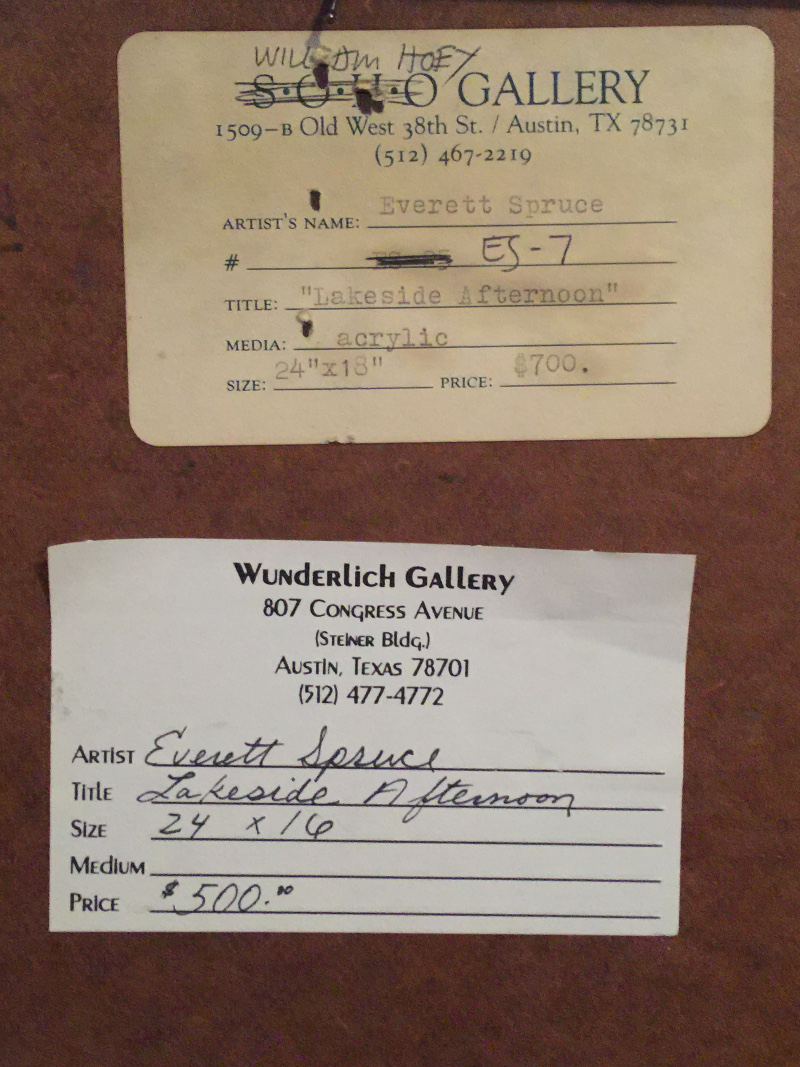 WILLIAM HOEY
S·O·H·O GALLERY
1509-B Old West 38th St. / Austin, TX 78731
(512) 467-2219
ARTIST'S NAME: Everett Spruce
# ES-7
TITLE: "Lakeside Afternoon"
MEDIA: acrylic
SIZE: 24"x18" PRICE: $700.
Wunderlich Gallery
807 Congress Avenue
(Steiner Bldg.)
Austin, Texas 78701
(512) 477-4772
Artist Everett Spruce
Title Lakeside Afternoon
Size 24 x 16
Medium
Price $500.00